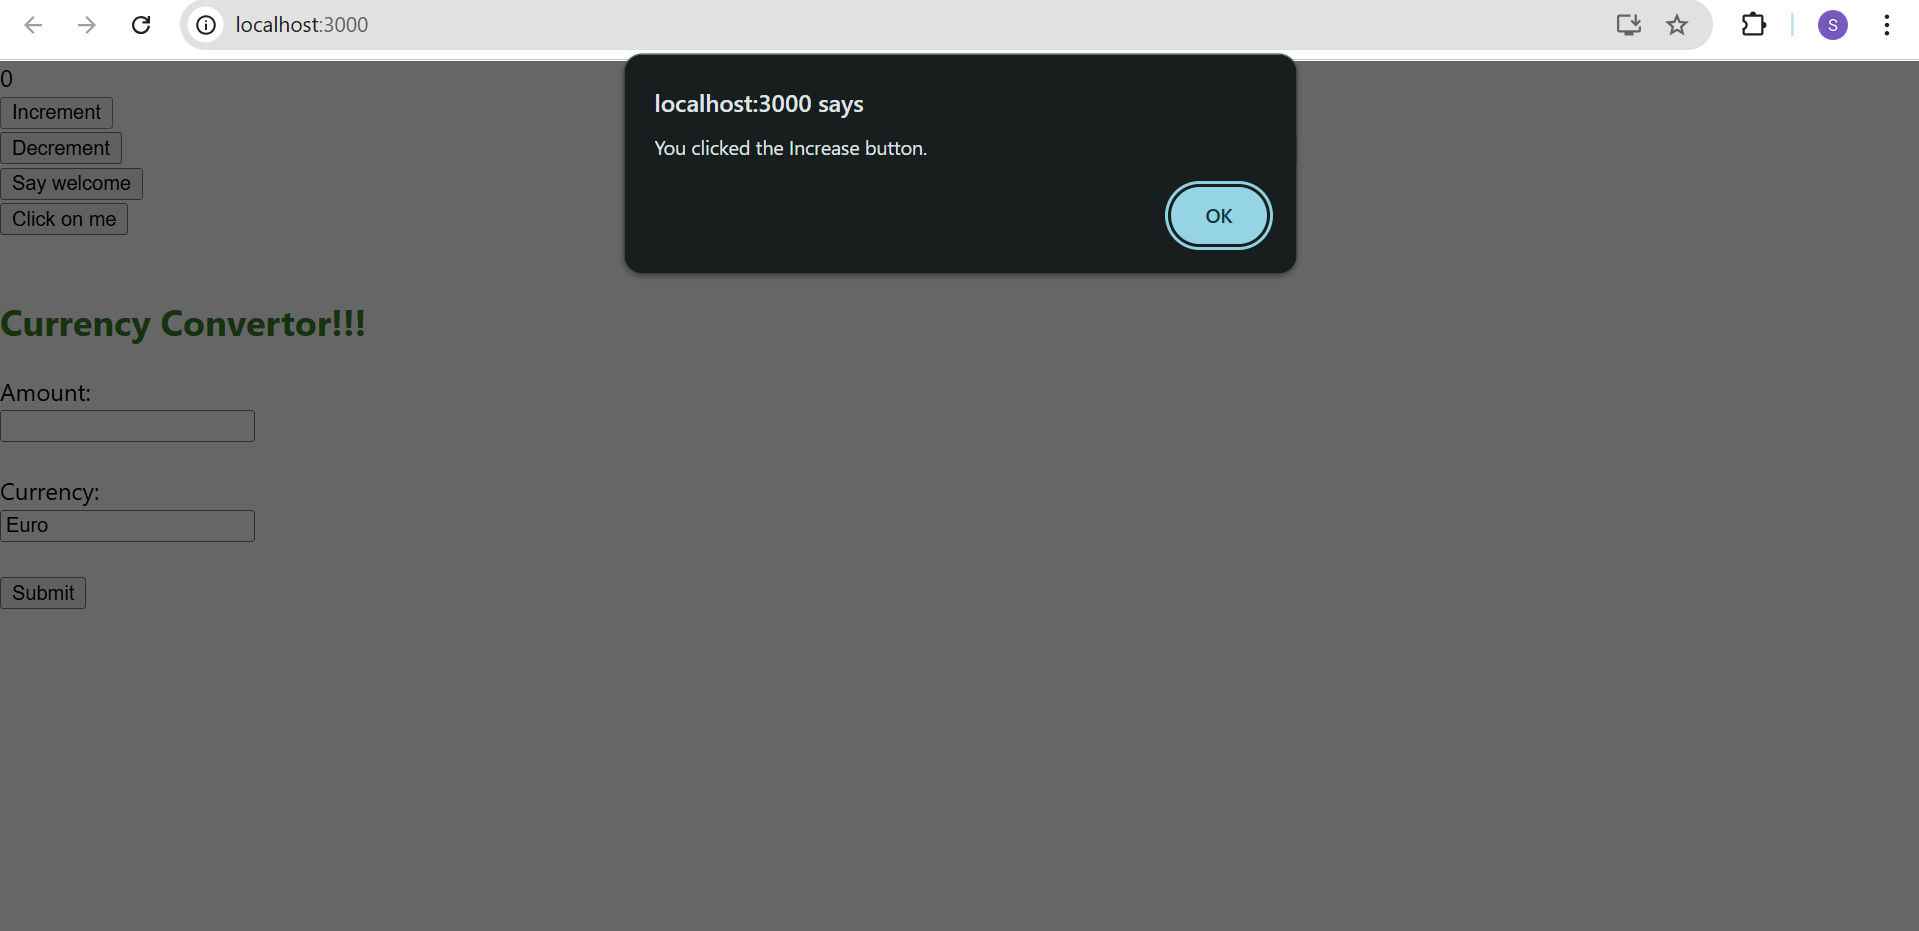 localhost:3000
S
0
Increment
Decrement
Say welcome
Click on me
localhost:3000 says
You clicked the Increase button.
OK
Currency Convertor!!!
Amount:
Currency:
Euro
Submit